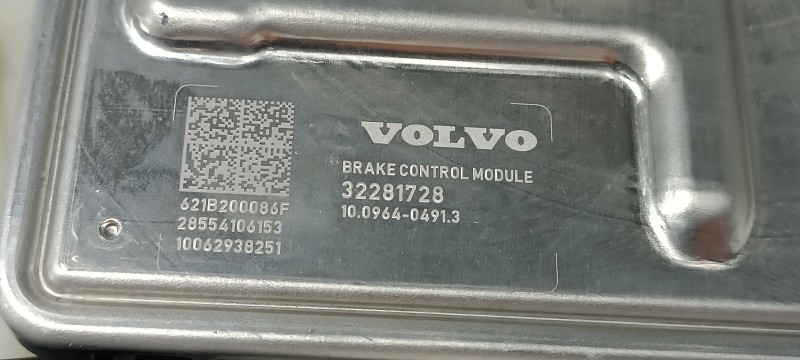 VOLVO
BRAKE CONTROL MODULE
32281728
10.0964-0491.3
621B200086F
28554106153
10062938251